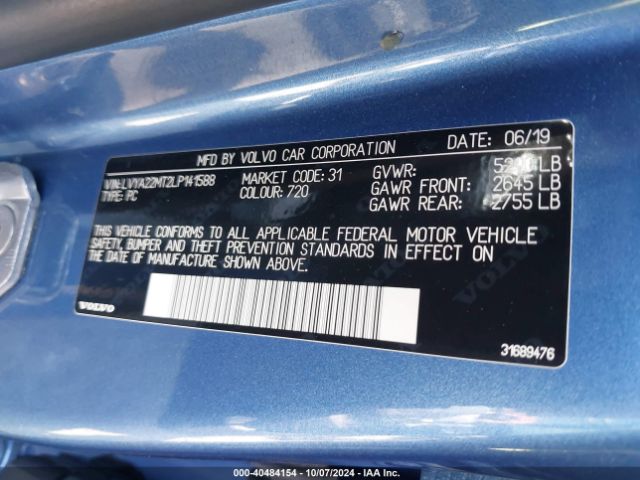 MFD BY VOLVO CAR CORPORATION DATE: 06/19
VIN:LVYA22MT2LP141588 MARKET CODE: 31 GVWR: LB
TYPE: PC COLOUR: 720 GAWR FRONT: 2645 LB
GAWR REAR: 2755 LB
THIS VEHICLE CONFORMS TO ALL APPLICABLE FEDERAL MOTOR VEHICLE
SAFETY, BUMPER AND THEFT PREVENTION STANDARDS IN EFFECT ON
THE DATE OF MANUFACTURE SHOWN ABOVE.
VOLVO
31689476
000-40484154 - 10/07/2024 - IAA Inc.